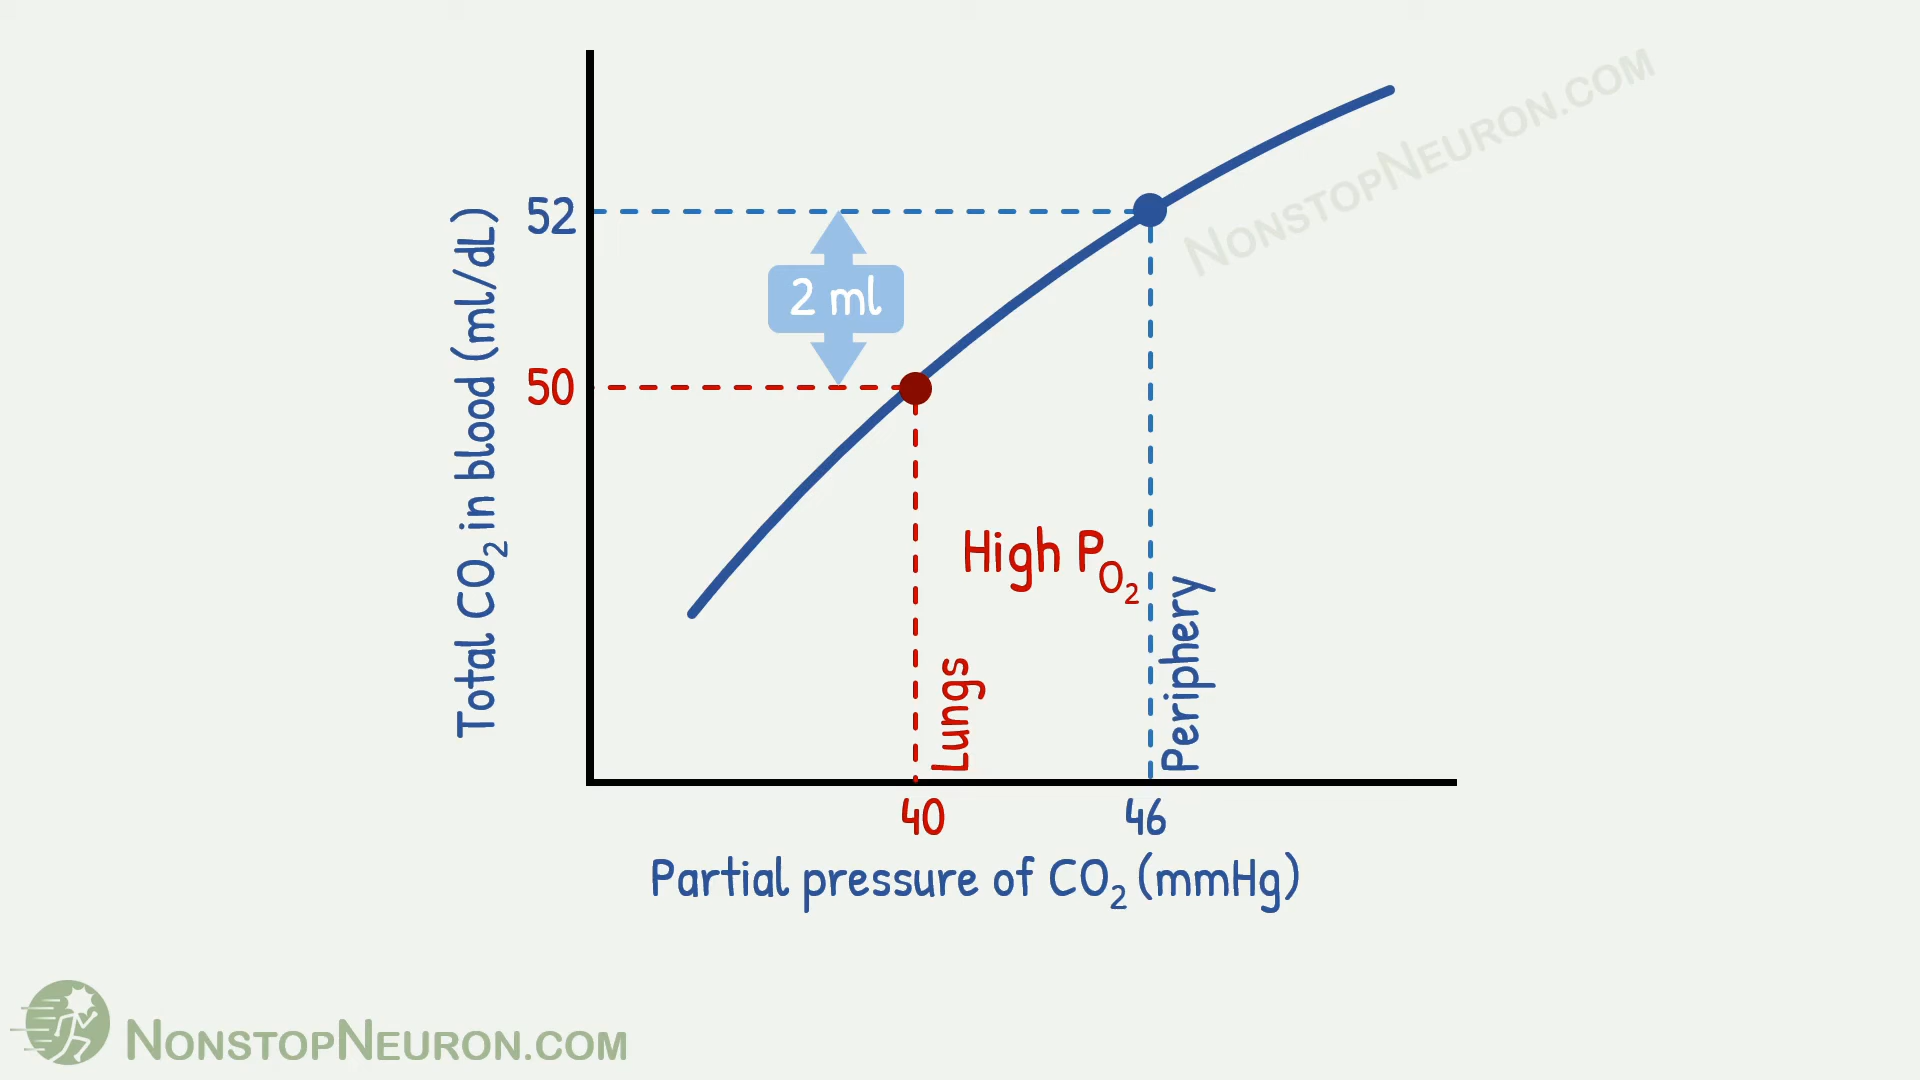 NONSTOPNEURON.COM
52
2 ml
50
Total CO₂ in blood (ml/dL)
High P_O₂
Lungs
Periphery
40
46
Partial pressure of CO₂ (mmHg)
NONSTOPNEURON.COM